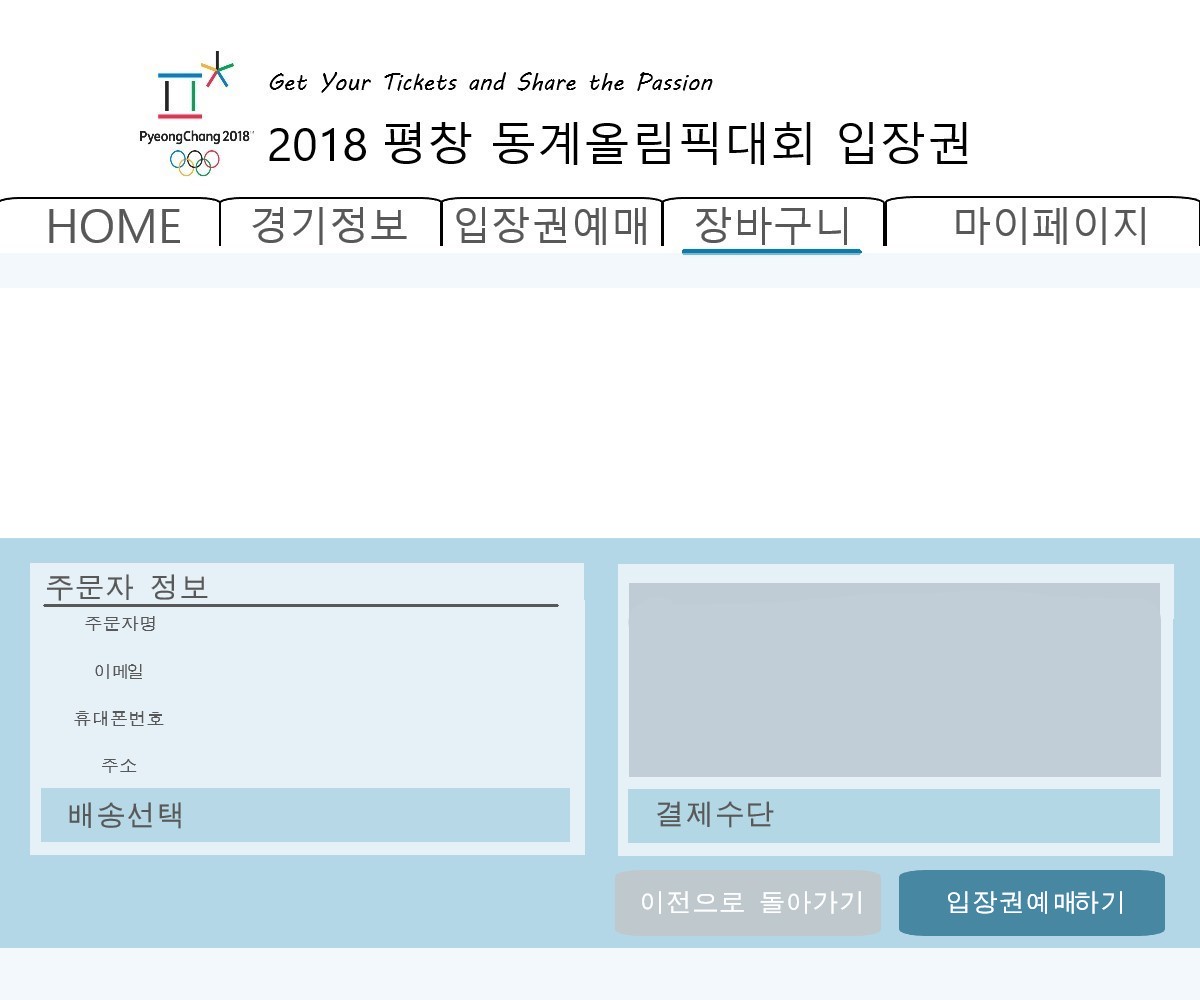 Get Your Tickets and Share the Passion
PyeongChang 2018
2018 평창 동계올림픽대회 입장권
HOME 경기정보 입장권예매 장바구니 마이페이지
주문자 정보
주문자명
이메일
휴대폰번호
주소
배송선택
결제수단
이전으로 돌아가기 입장권예매하기